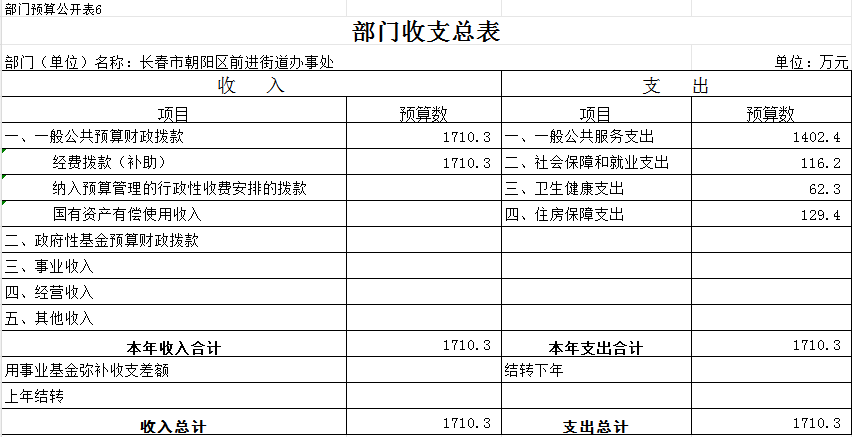 部门预算公开表6
部门收支总表
部门（单位）名称：长春市朝阳区前进街道办事处 单位：万元
收 入 支 出
项目 预算数 项目 预算数
一、一般公共预算财政拨款 1710.3 一、一般公共服务支出 1402.4
经费拨款（补助） 1710.3 二、社会保障和就业支出 116.2
纳入预算管理的行政性收费安排的拨款 三、卫生健康支出 62.3
国有资产有偿使用收入 四、住房保障支出 129.4
二、政府性基金预算财政拨款
三、事业收入
四、经营收入
五、其他收入
本年收入合计 1710.3 本年支出合计 1710.3
用事业基金弥补收支差额 结转下年
上年结转
收入总计 1710.3 支出总计 1710.3